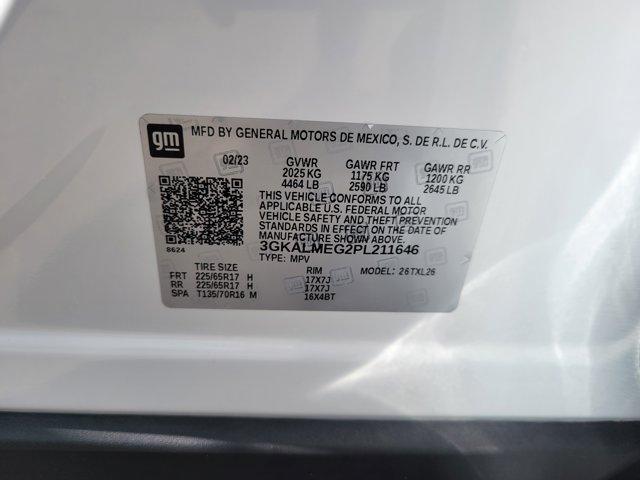 gm
MFD BY GENERAL MOTORS DE MEXICO, S. DE R.L. DE C.V.
02/23 GVWR GAWR FRT GAWR RR
2025 KG 1175 KG 1200 KG
4464 LB 2590 LB 2645 LB
THIS VEHICLE CONFORMS TO ALL
APPLICABLE U.S. FEDERAL MOTOR
VEHICLE SAFETY AND THEFT PREVENTION
STANDARDS IN EFFECT ON THE DATE OF
MANUFACTURE SHOWN ABOVE.
8624
3GKALMEG2PL211646
TYPE: MPV MODEL: 26TXL26
TIRE SIZE RIM
FRT 225/65R17 H 17X7J
RR 225/65R17 H 17X7J
SPA T135/70R16 M 16X4BT